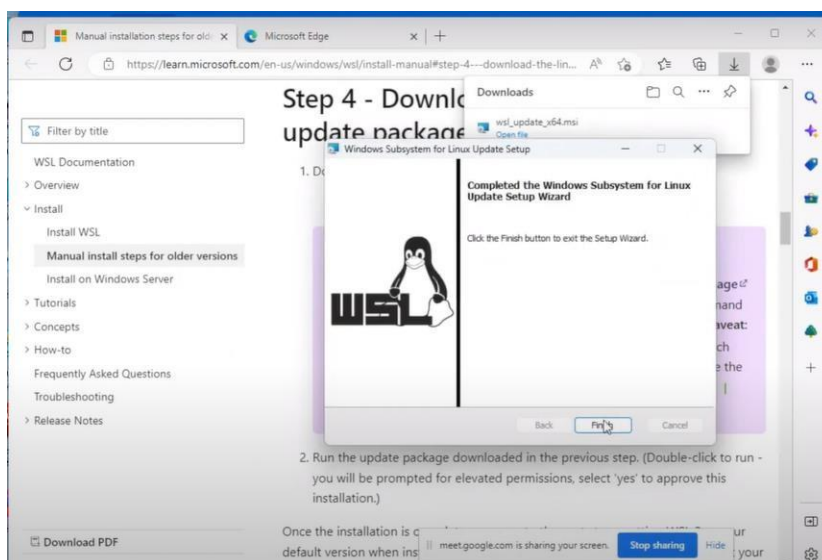 Manual installation steps for olde
Microsoft Edge
https://learn.microsoft.com/en-us/windows/wsl/install-manual#step-4---download-the-lin...
Step 4 - Downlo
update package
Downloads
wsl_update_x64.msi
Open file
Filter by title
WSL Documentation
Overview
Install
Install WSL
Manual install steps for older versions
Install on Windows Server
Tutorials
Concepts
How-to
Frequently Asked Questions
Troubleshooting
Release Notes
Download PDF
1. Do
Windows Subsystem for Linux Update Setup
Completed the Windows Subsystem for Linux
Update Setup Wizard
Click the Finish button to exit the Setup Wizard.
WSL
Back
Finish
Cancel
age
mand
aveat:
ch
e the
2. Run the update package downloaded in the previous step. (Double-click to run -
you will be prompted for elevated permissions, select 'yes' to approve this
installation.)
Once the installation is c
ur
default version when ins
your
meet.google.com is sharing your screen.
Stop sharing
Hide